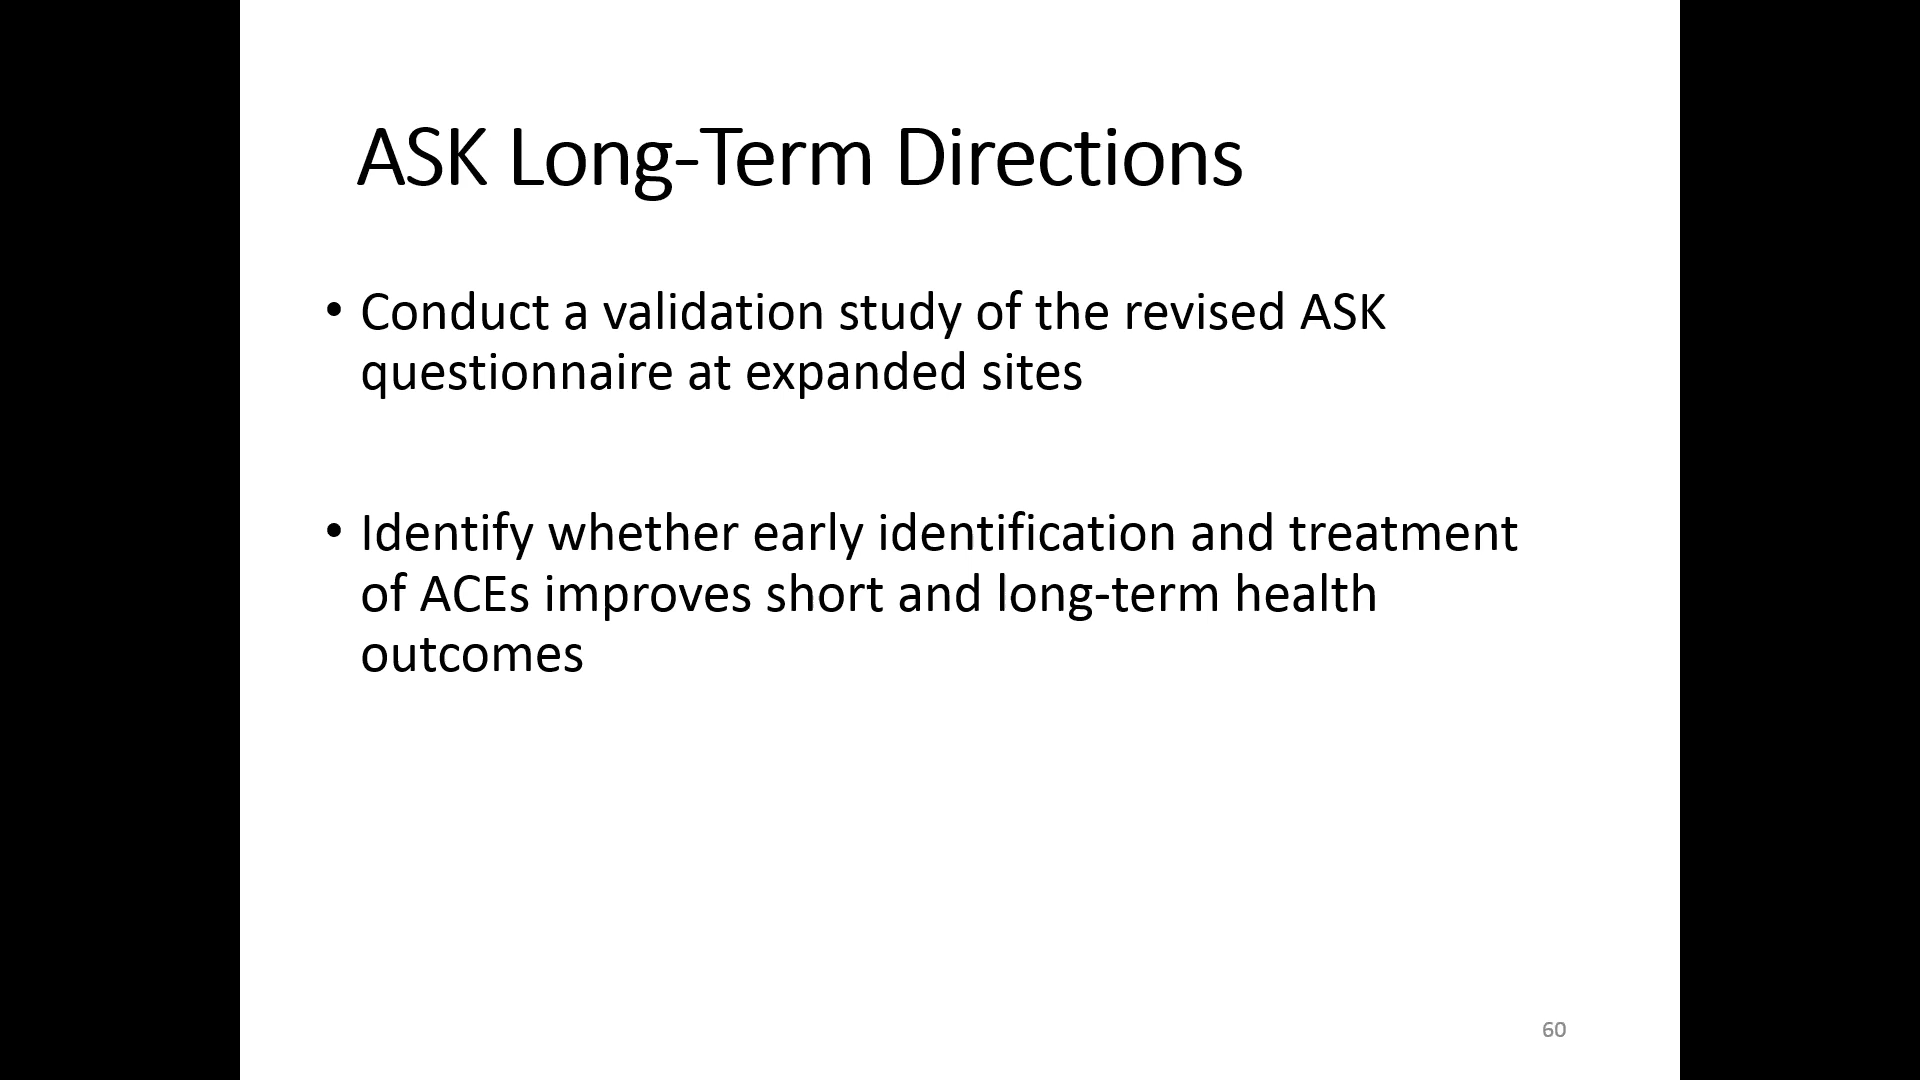 ASK Long-Term Directions
• Conduct a validation study of the revised ASK
questionnaire at expanded sites
• Identify whether early identification and treatment
of ACEs improves short and long-term health
outcomes
60